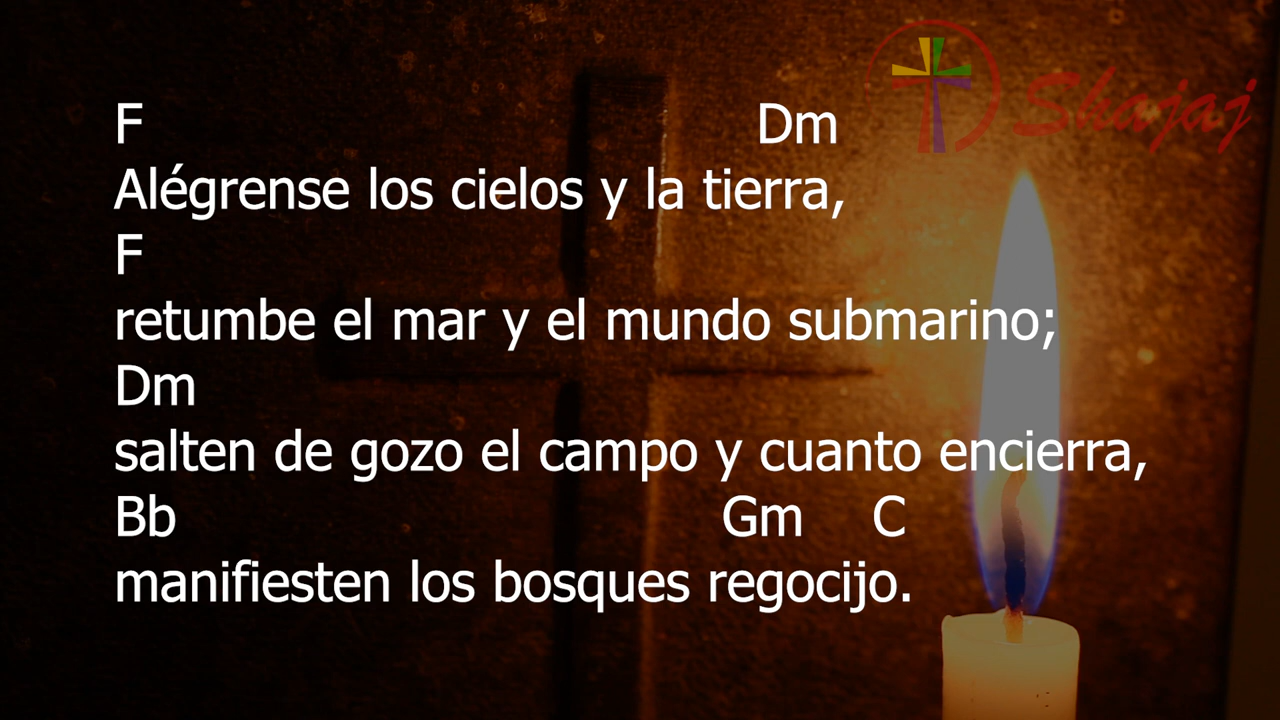 Shajaj
F Dm
Alégrense los cielos y la tierra,
F
retumbe el mar y el mundo submarino;
Dm
salten de gozo el campo y cuanto encierra,
Bb Gm C
manifiesten los bosques regocijo.